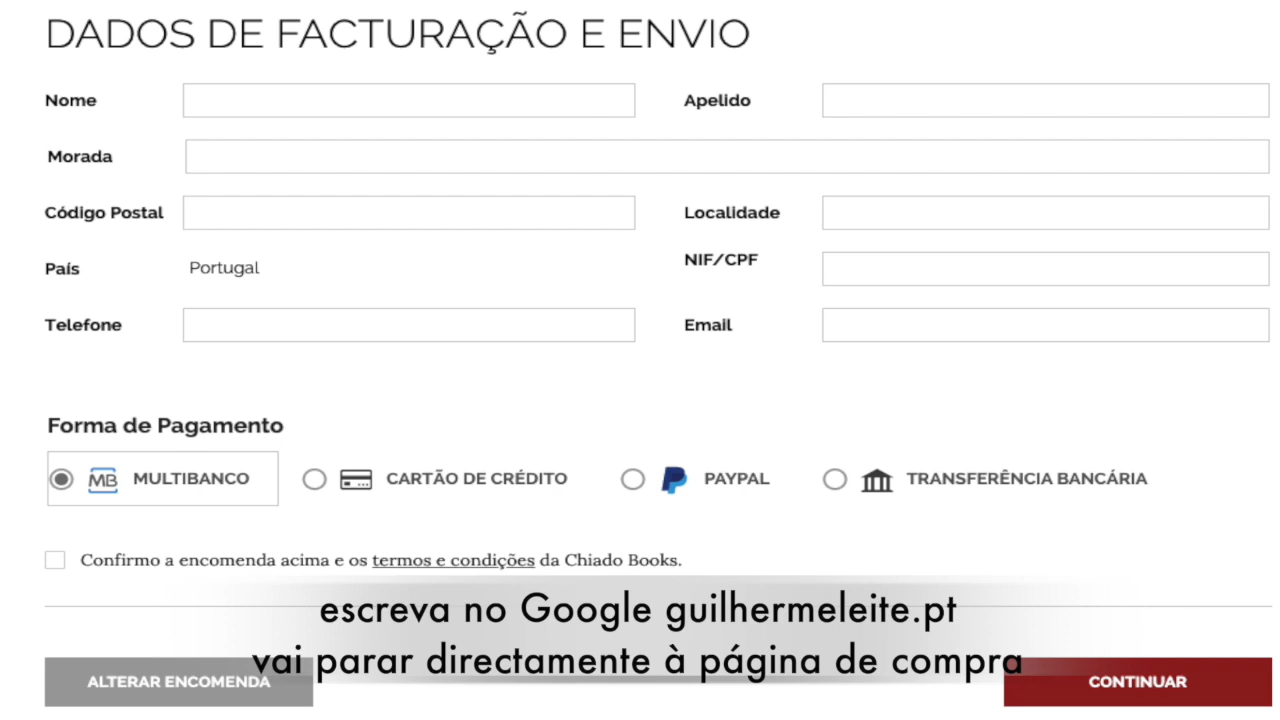 DADOS DE FACTURAÇÃO E ENVIO
Nome
Apelido
Morada
Código Postal
Localidade
País Portugal
NIF/CPF
Telefone
Email
Forma de Pagamento
MB MULTIBANCO
CARTÃO DE CRÉDITO
PAYPAL
TRANSFERÊNCIA BANCÁRIA
Confirmo a encomenda acima e os termos e condições da Chiado Books.
escreva no Google guilhermeleite.pt
vai parar directamente à página de compra
ALTERAR ENCOMENDA
CONTINUAR